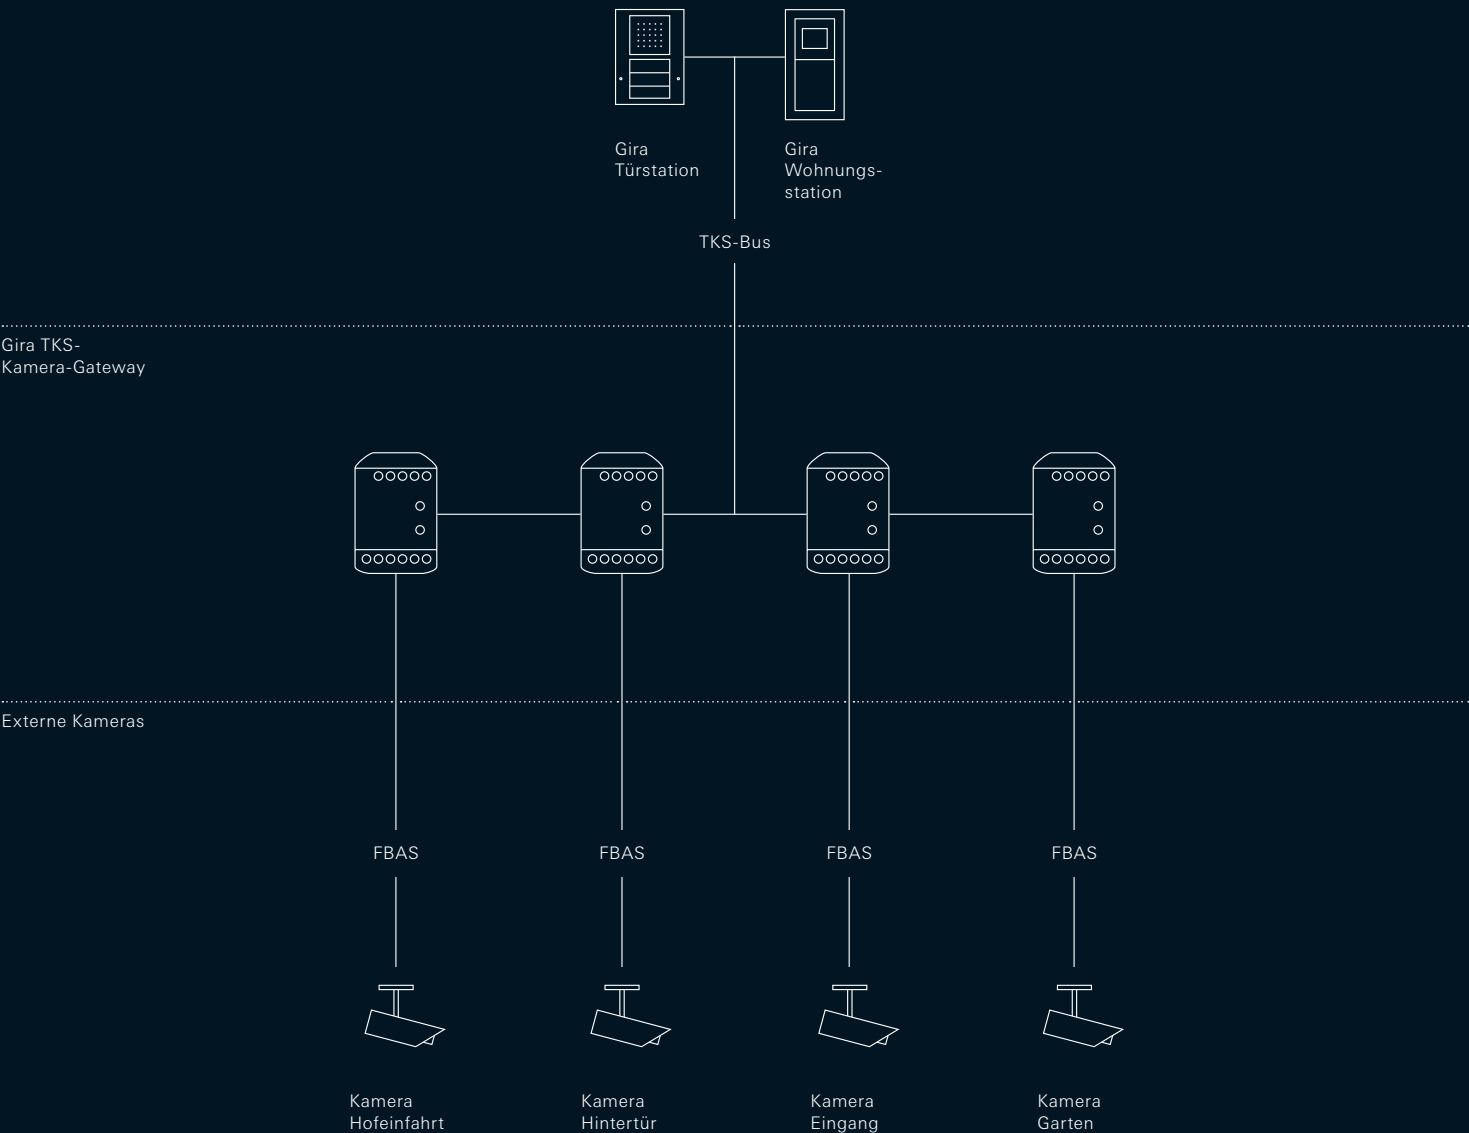 Gira
Türstation
Gira
Wohnungs-
station
TKS-Bus
Gira TKS-
Kamera-Gateway
Externe Kameras
FBAS
FBAS
FBAS
FBAS
Kamera
Hofeinfahrt
Kamera
Hintertür
Kamera
Eingang
Kamera
Garten